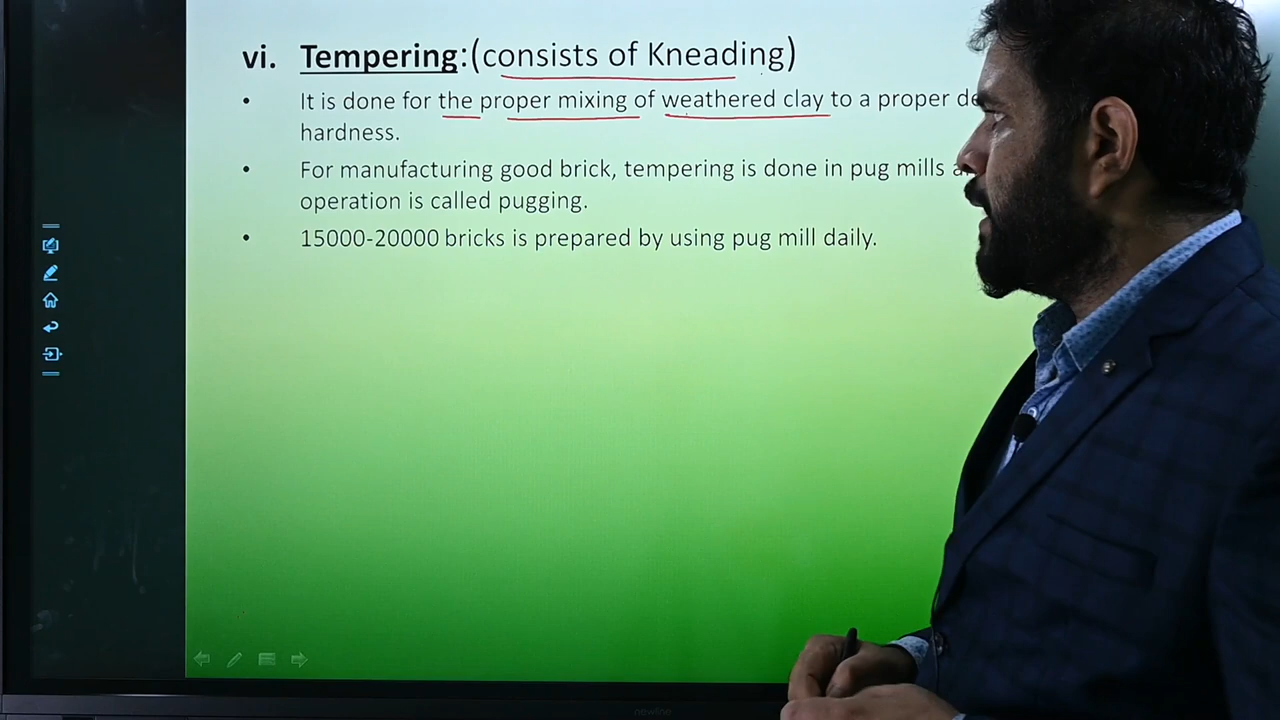 vi. Tempering:(consists of Kneading)
• It is done for the proper mixing of weathered clay to a proper
hardness.
• For manufacturing good brick, tempering is done in pug mills
operation is called pugging.
• 15000-20000 bricks is prepared by using pug mill daily.
newline